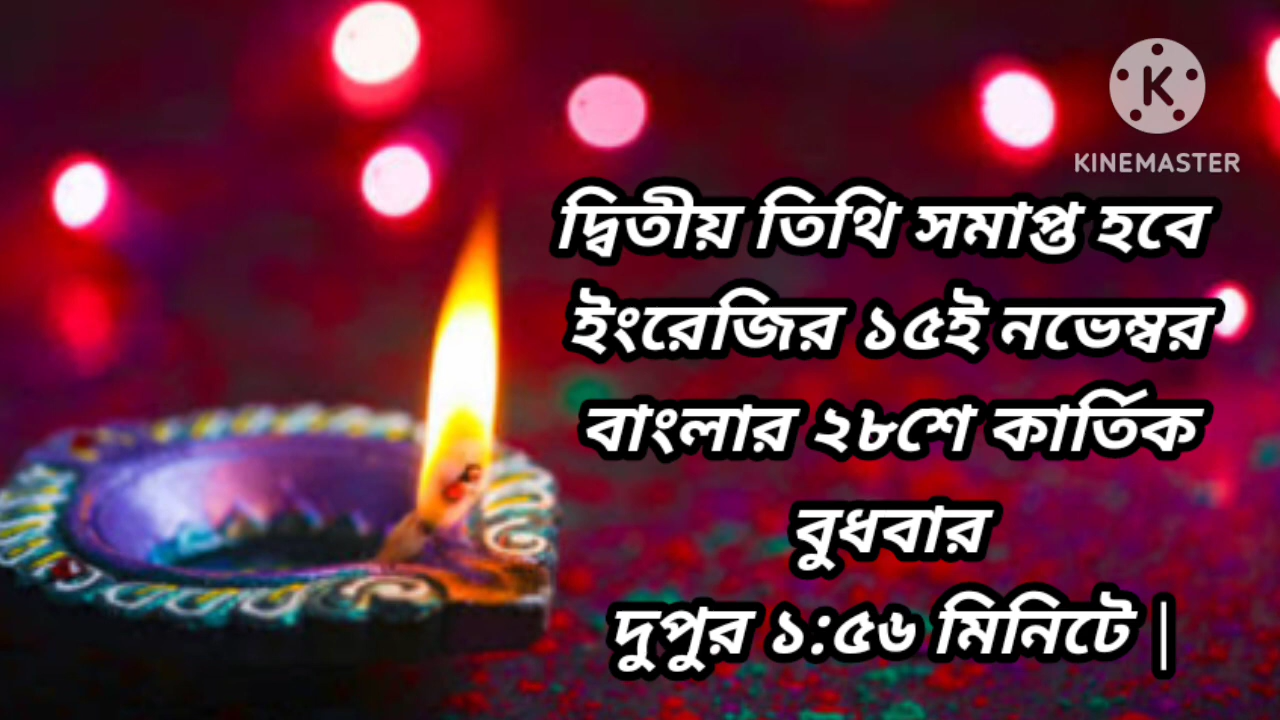 KINEMASTER
দ্বিতীয় তিথি সমাপ্ত হবে
ইংরেজির ১৫ই নভেম্বর
বাংলার ২৮শে কার্তিক
বুধবার
দুপুর ১:৫৬ মিনিটে |